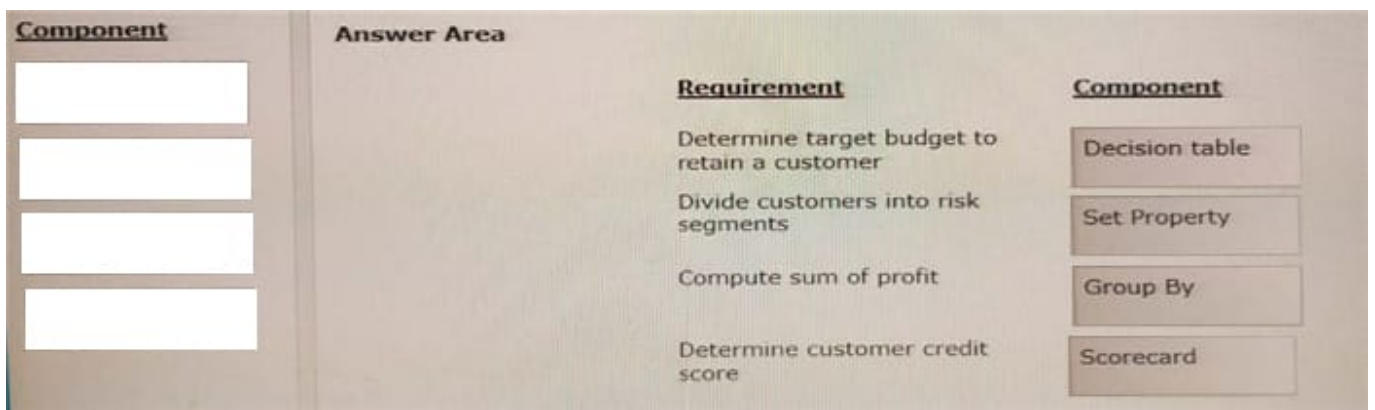 Component
Answer Area
Requirement
Component
Determine target budget to
retain a customer
Decision table
Divide customers into risk
segments
Set Property
Compute sum of profit
Group By
Determine customer credit
score
Scorecard